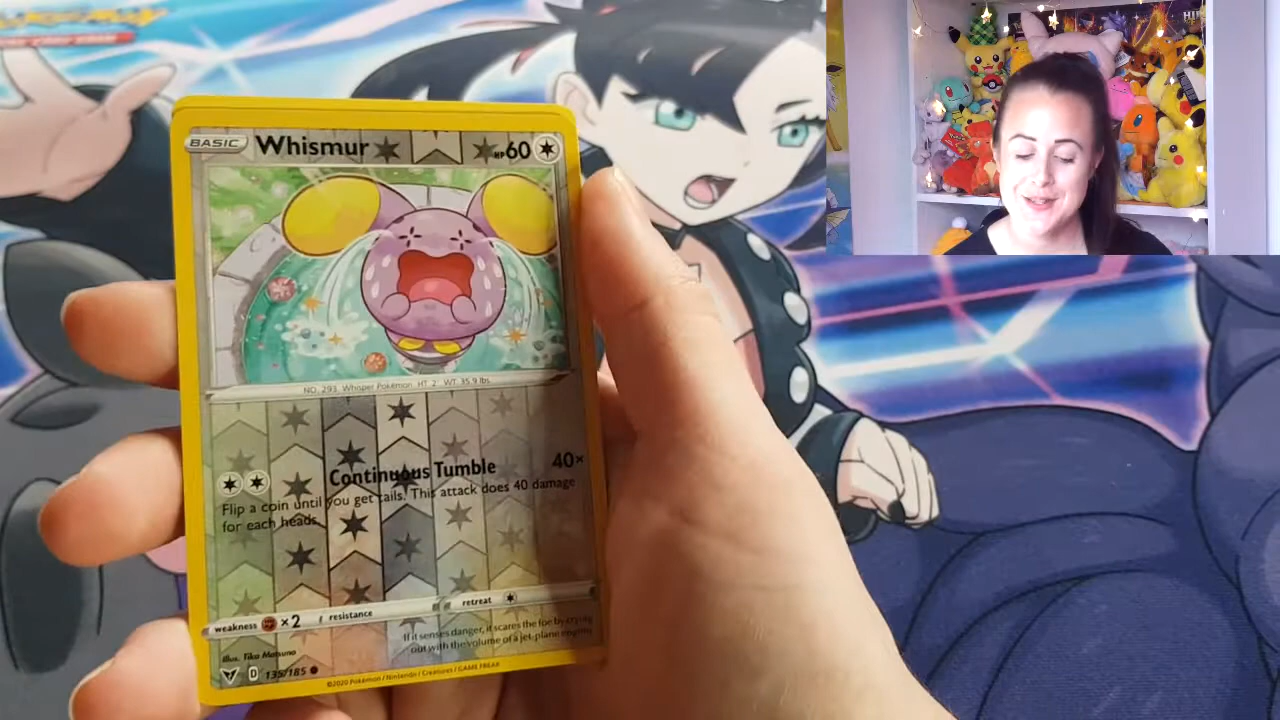 BASIC Whismur HP60
NO. 293. Whisper Pokémon. HT. 2' WT. 35.9 lbs.
Continuous Tumble 40×
Flip a coin until you get tails. This attack does 40 damage
for each heads.
weakness ×2 resistance retreat
If it senses danger, it scares the foe by crying
out with the volume of a jet-plane engine.
Illus. Tika Matsuno
D 135/185
©2020 Pokémon / Nintendo / Creatures / GAME FREAK